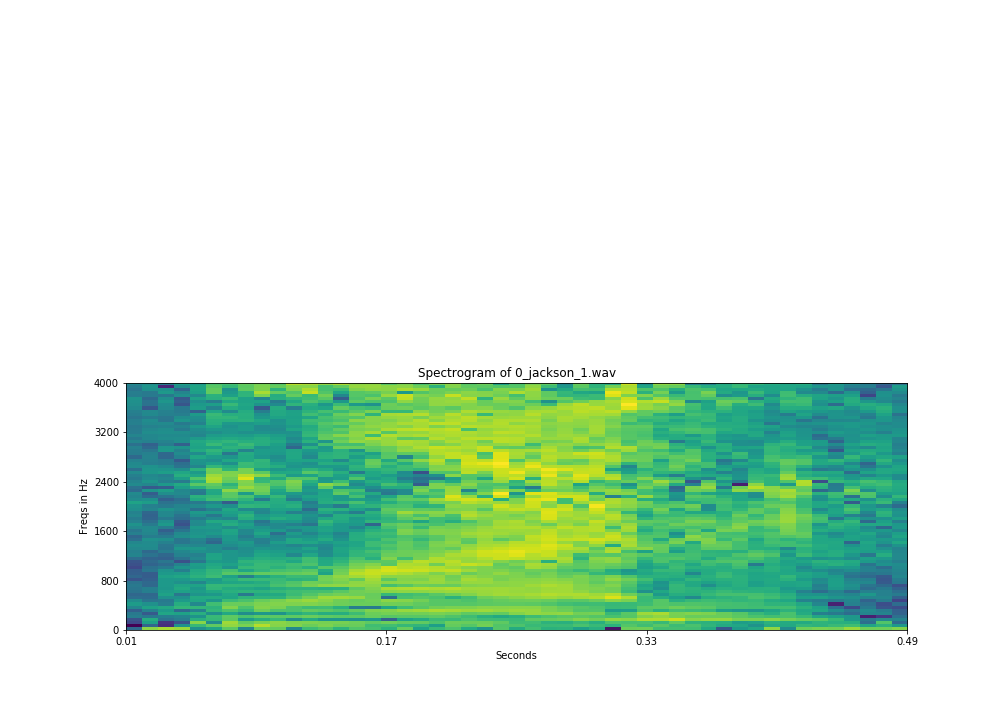 Spectrogram of 0_jackson_1.wav
4000
3200
2400
1600
800
0
Freqs in Hz
0.01 0.17 0.33 0.49
Seconds